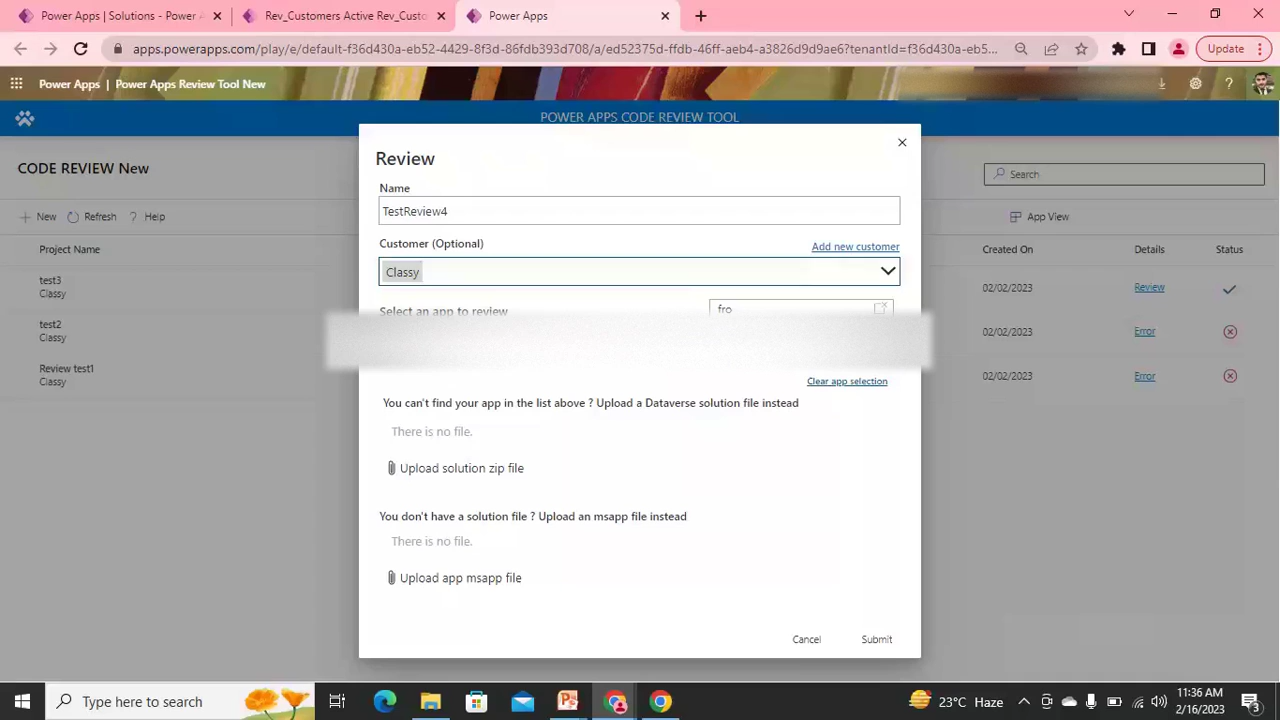 Power Apps | Solutions - Power A
Rev_Customers Active Rev_Custo
Power Apps
apps.powerapps.com/play/e/default-f36d430a-eb52-4429-8f3d-86fdb393d708/a/ed52375d-ffdb-46ff-aeb4-a3826d9d9ae6?tenantId=f36d430a-eb5...
Update
Power Apps | Power Apps Review Tool New
POWER APPS CODE REVIEW TOOL
CODE REVIEW New
Search
New Refresh Help
App View
Project Name
Created On Details Status
test3
Classy
02/02/2023 Review
test2
Classy
02/02/2023 Error
Review test1
Classy
02/02/2023 Error
Review
Name
TestReview4
Customer (Optional)
Add new customer
Classy
Select an app to review
fro
Clear app selection
You can't find your app in the list above ? Upload a Dataverse solution file instead
There is no file.
Upload solution zip file
You don't have a solution file ? Upload an msapp file instead
There is no file.
Upload app msapp file
Cancel Submit
Type here to search
23°C Haze
11:36 AM
2/16/2023
3